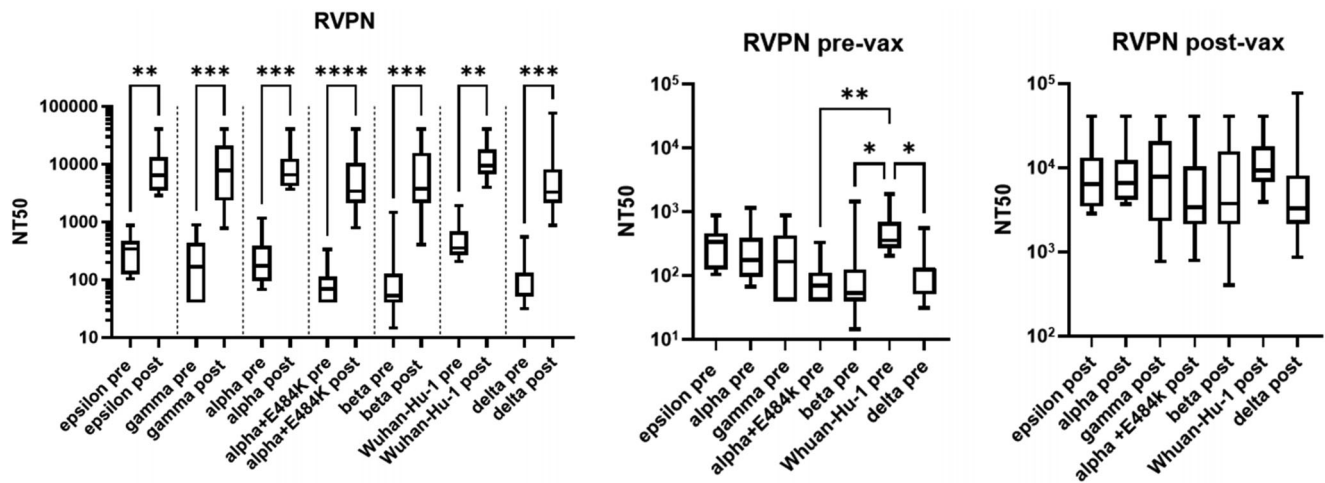 RVPN
** *** *** **** *** ** ***
NT50
100000
10000
1000
100
10
epsilon pre
epsilon post
gamma pre
gamma post
alpha pre
alpha post
alpha+E484K pre
alpha+E484K post
beta pre
beta post
Wuhan-Hu-1 pre
Wuhan-Hu-1 post
delta pre
delta post
RVPN pre-vax
**
* *
NT50
10⁵
10⁴
10³
10²
10¹
epsilon pre
alpha pre
gamma pre
alpha+E484K pre
beta pre
Whuan-Hu-1 pre
delta pre
RVPN post-vax
NT50
10⁵
10⁴
10³
10²
epsilon post
alpha post
gamma post
alpha +E484k post
beta post
Whuan-Hu-1 post
delta post